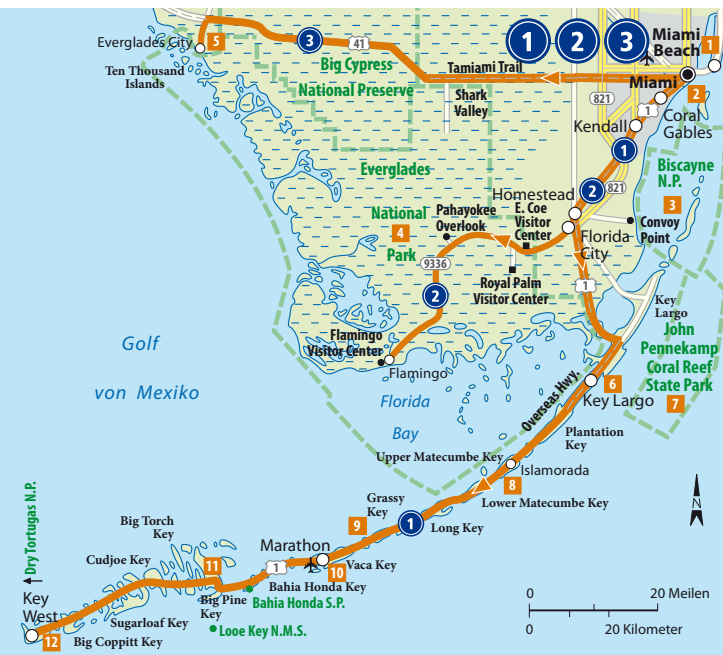 Everglades City
5
3
41
1
2
3
Miami
Beach
1
Ten Thousand
Islands
Big Cypress
National Preserve
Tamiami Trail
Miami
2
Shark
Valley
821
1
Coral
Gables
Kendall
1
Everglades
National
4
Park
Biscayne
N.P.
3
2
821
Homestead
Pahayokee
Overlook
E. Coe
Visitor
Center
Convoy
Point
Florida
City
9336
Royal Palm
Visitor Center
1
2
Key
Largo
Flamingo
Visitor Center
Flamingo
John
Pennekamp
Coral Reef
State Park
7
Golf
von Mexiko
Florida
Bay
Overseas Hwy.
6
Key Largo
Plantation
Key
Upper Matecumbe Key
Islamorada
8
Lower Matecumbe Key
Grassy
Key
9
1
Long Key
N
Dry Tortugas N.P.
Big Torch
Key
Cudjoe Key
11
Marathon
1
10
Vaca Key
Bahia Honda Key
Big Pine
Key
Bahia Honda S.P.
Key
West
12
Sugarloaf Key
Big Coppitt Key
Looe Key N.M.S.
0
20 Meilen
0
20 Kilometer